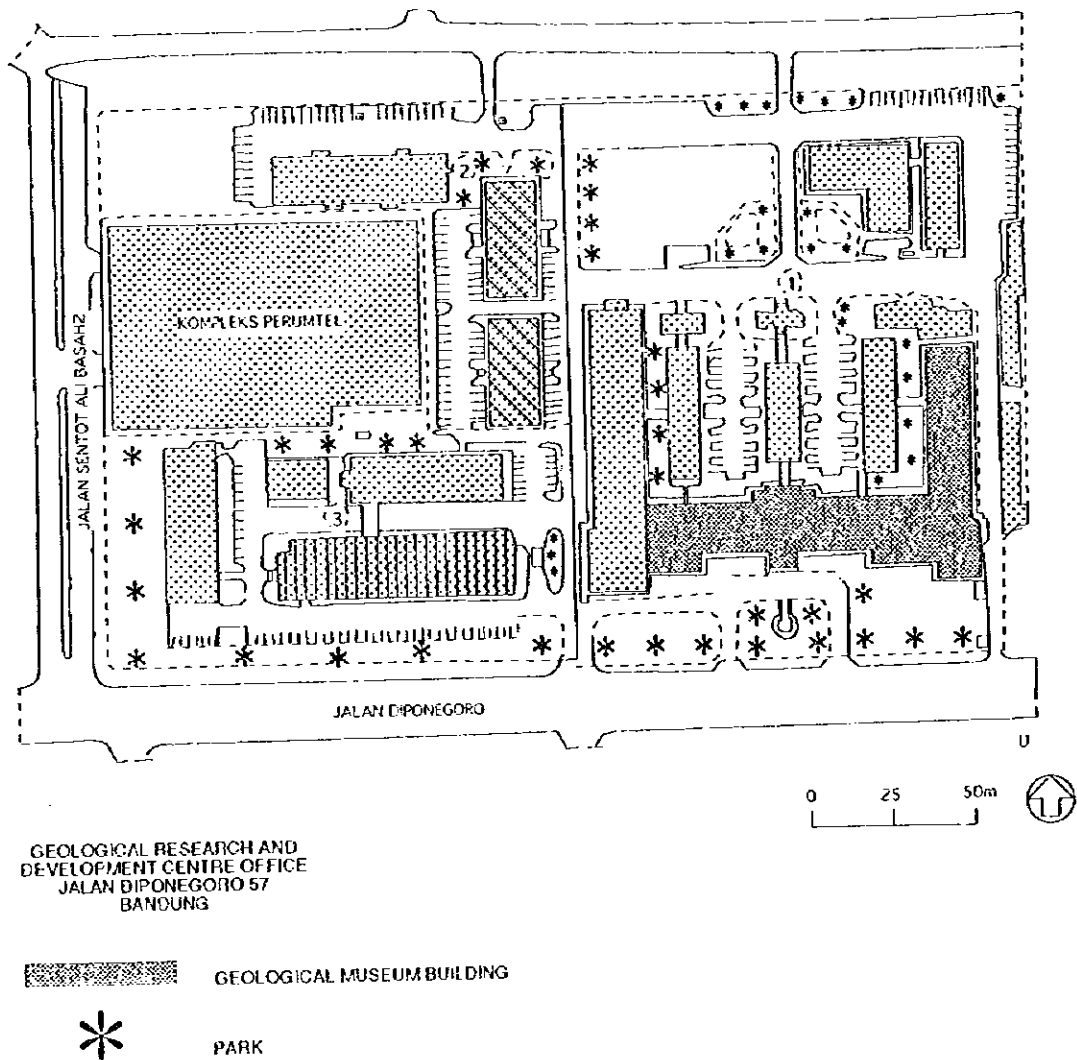 2
KOMPLEKS PERUMTEL
1
JALAN SENTOT ALI BASAHZ
3
JALAN DIPONEGORO
U
0 25 50m
GEOLOGICAL RESEARCH AND
DEVELOPMENT CENTRE OFFICE
JALAN DIPONEGORO 57
BANDUNG
GEOLOGICAL MUSEUM BUILDING
PARK